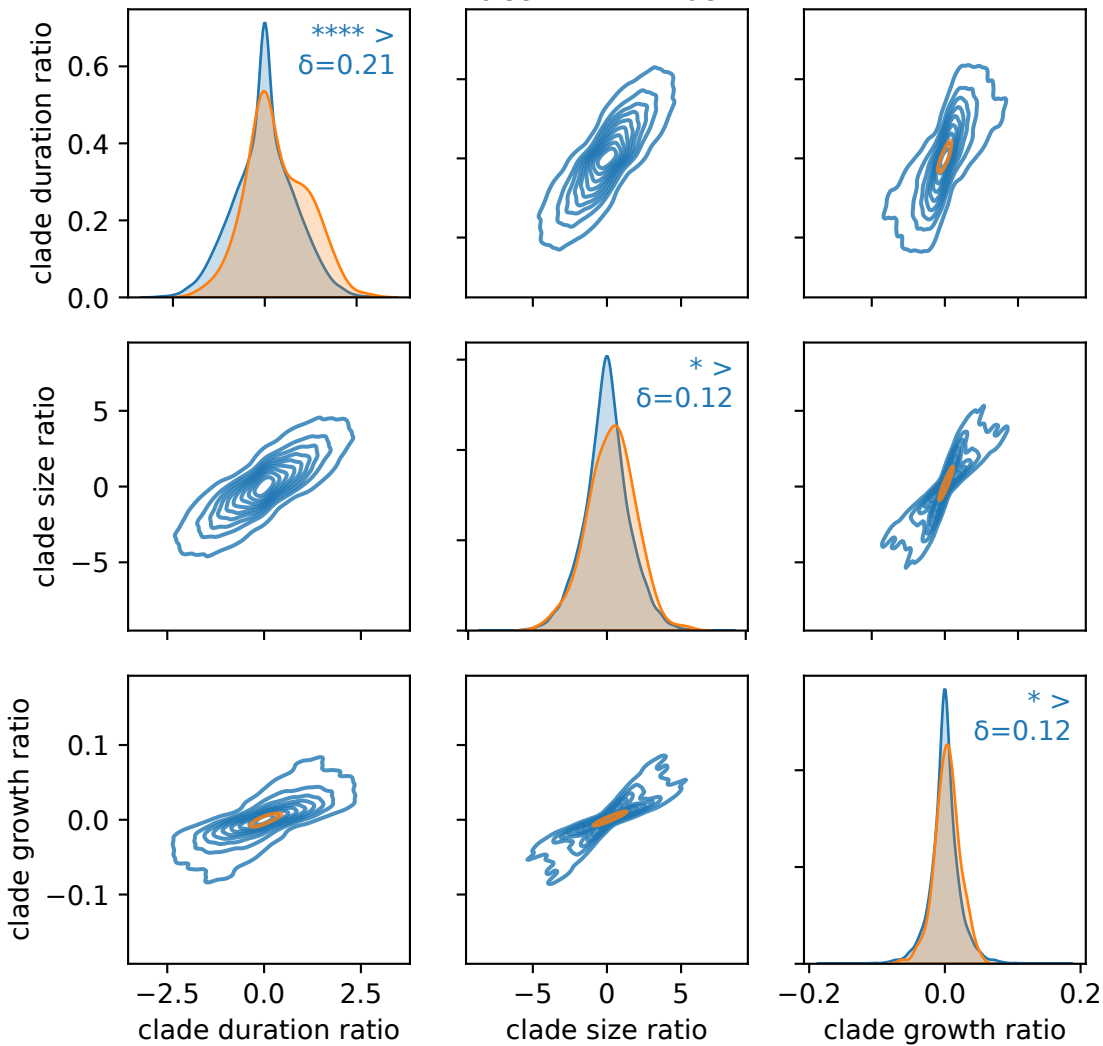 clade duration ratio
0.6
0.4
0.2
0.0
**** >
δ=0.21
clade size ratio
5
0
−5
* >
δ=0.12
clade growth ratio
0.1
0.0
−0.1
* >
δ=0.12
−2.5 0.0 2.5
−5 0 5
−0.2 0.0 0.2
clade duration ratio
clade size ratio
clade growth ratio